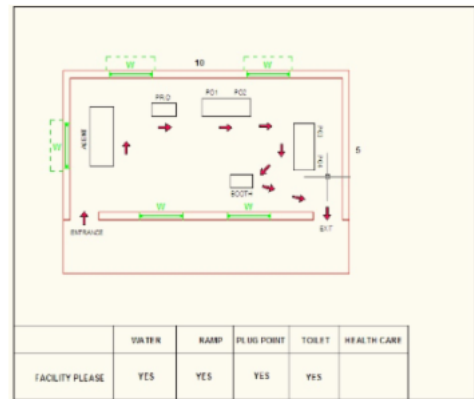 W
10
W
PRO
PO1 PO2
AGENT
W
PO3
PO4
5
BOOTH
W
W
ENTRANCE
EXIT
WATER RAMP PLUG POINT TOILET HEALTH CARE
FACILITY PLEASE YES YES YES YES